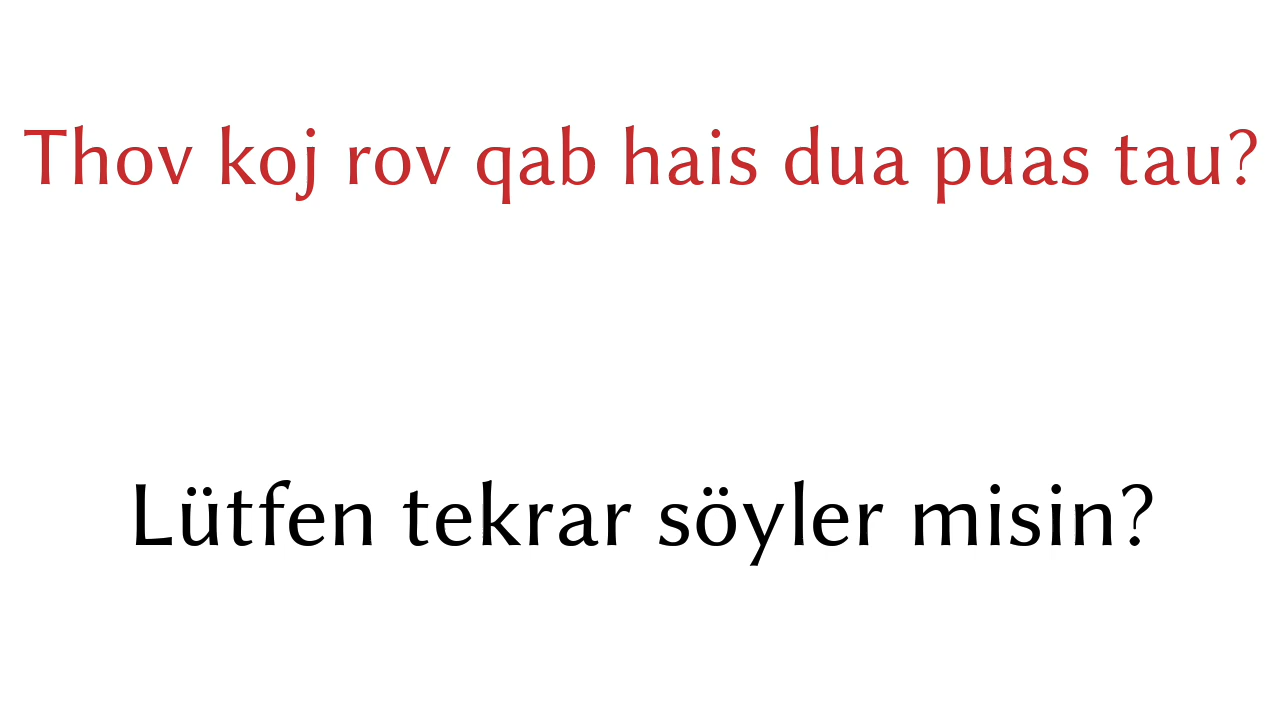 Thov koj rov qab hais dua puas tau?
Lütfen tekrar söyler misin?